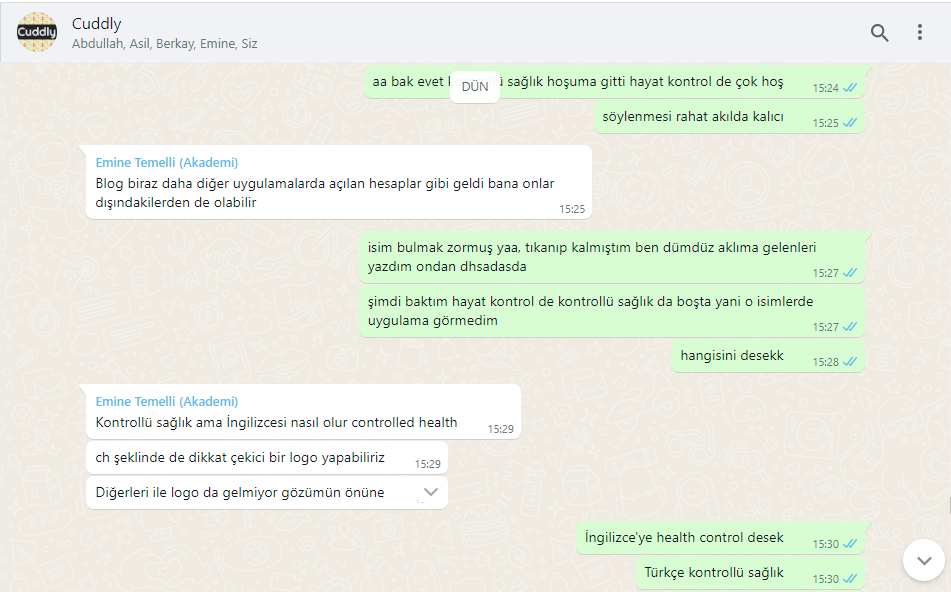 Cuddly
Cuddly
Abdullah, Asil, Berkay, Emine, Siz
DÜN
aa bak evet sağlık hoşuma gitti hayat kontrol de çok hoş
15:24
söylenmesi rahat akılda kalıcı
15:25
Emine Temelli (Akademi)
Blog biraz daha diğer uygulamalarda açılan hesaplar gibi geldi bana onlar
dışındakilerden de olabilir
15:25
isim bulmak zormuş yaa, tıkanıp kalmıştım ben dümdüz aklıma gelenleri
yazdım ondan dhsadasda
15:27
şimdi baktım hayat kontrol de kontrollü sağlık da boşta yani o isimlerde
uygulama görmedim
15:27
hangisini desekk
15:28
Emine Temelli (Akademi)
Kontrollü sağlık ama İngilizcesi nasıl olur controlled health
15:29
ch şeklinde de dikkat çekici bir logo yapabiliriz
15:29
Diğerleri ile logo da gelmiyor gözümün önüne
İngilizce'ye health control desek
15:30
Türkçe kontrollü sağlık
15:30